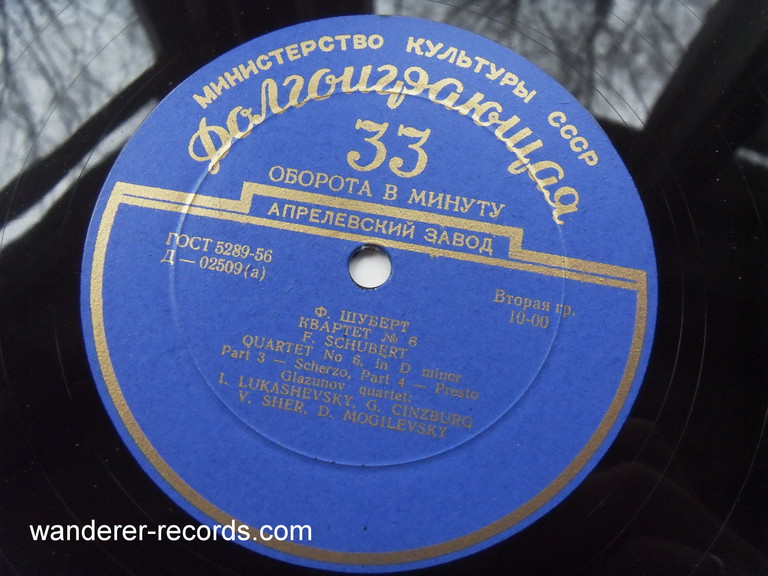 МИНИСТЕРСТВО КУЛЬТУРЫ СССР
Долгоиграющая
33
ОБОРОТА В МИНУТУ
АПРЕЛЕВСКИЙ ЗАВОД
ГОСТ 5289-56
Д — 02509(а)
Вторая гр.
10-00
Ф. ШУБЕРТ
КВАРТЕТ № 6
F. SCHUBERT
QUARTET No 6, in D minor
Part 3 — Scherzo, Part 4 — Presto
Glazunov quartet:
I. LUKASHEVSKY, G. CINZBURG
V. SHER, D. MOGILEVSKY
wanderer-records.com